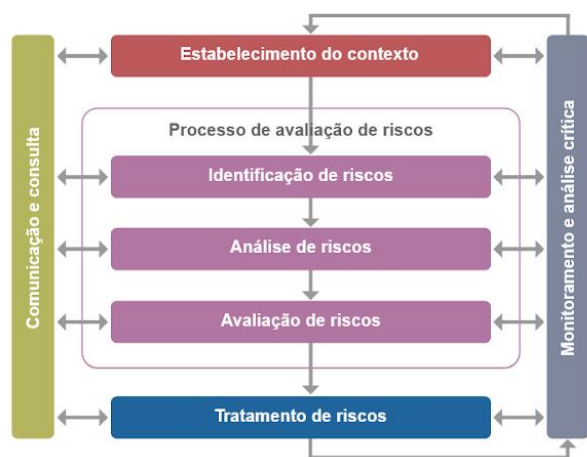 Estabelecimento do contexto
Processo de avaliação de riscos
Identificação de riscos
Análise de riscos
Avaliação de riscos
Tratamento de riscos
Comunicação e consulta
Monitoramento e análise crítica